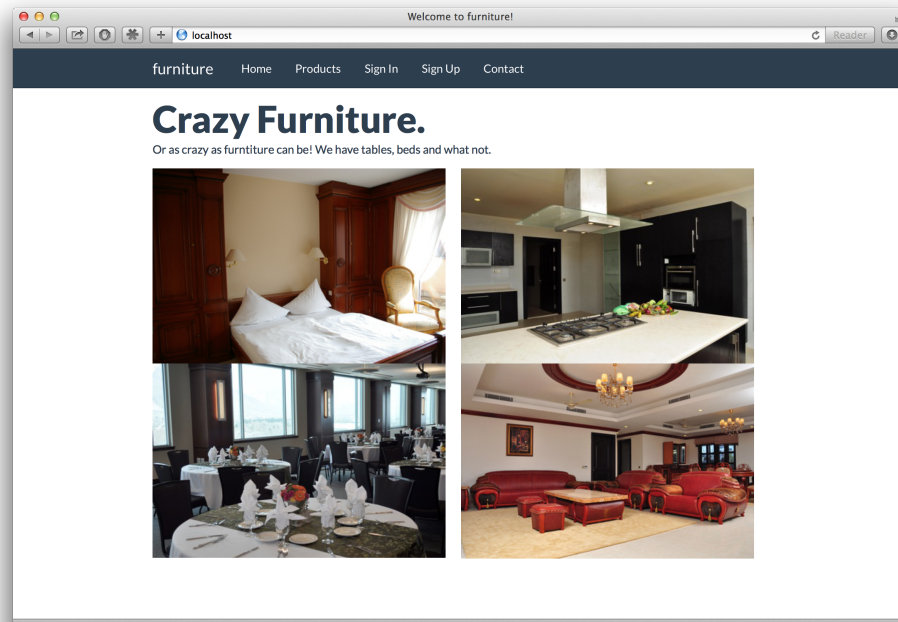 Welcome to furniture!
localhost
Reader
furniture Home Products Sign In Sign Up Contact
Crazy Furniture.
Or as crazy as furntiture can be! We have tables, beds and what not.